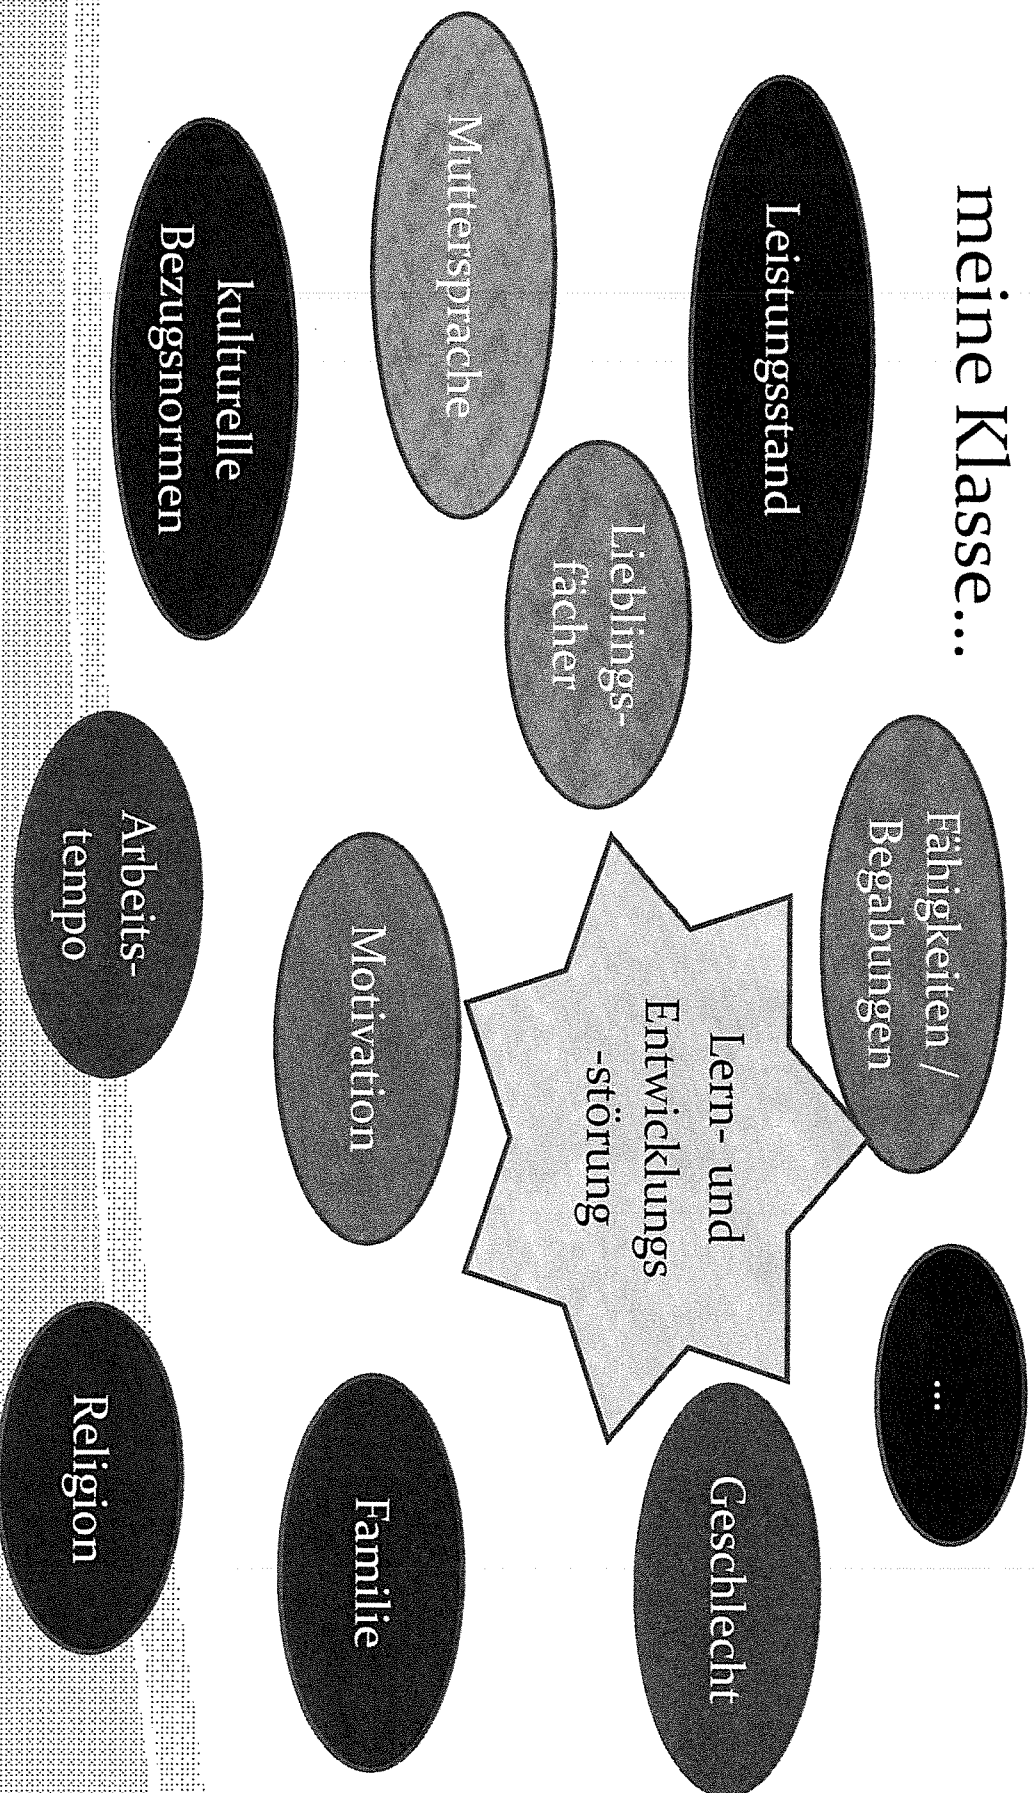 meine Klasse...
Fähigkeiten /
Begabungen
...
Leistungsstand
Lieblings-
fächer
Lern- und
Entwicklungs
-störung
Geschlecht
Muttersprache
Motivation
Familie
kulturelle
Bezugsnormen
Arbeits-
tempo
Religion